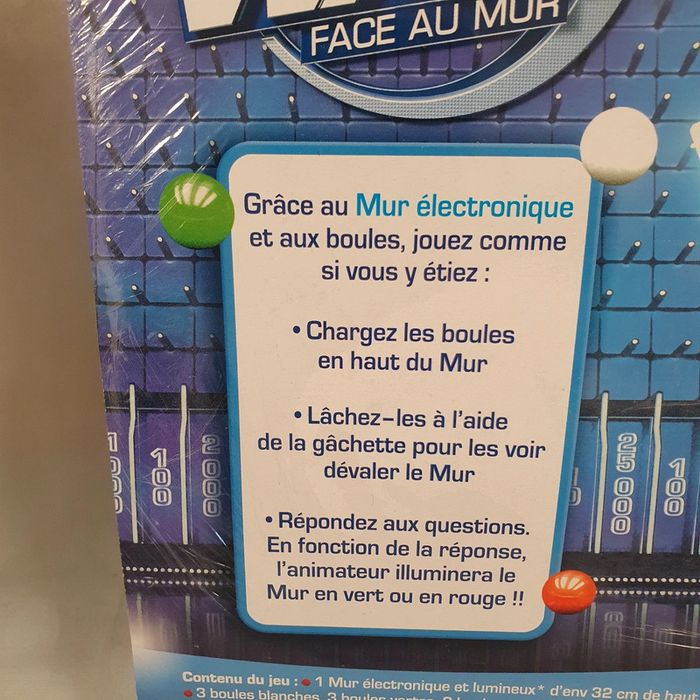 FACE AU MUR
Grâce au Mur électronique
et aux boules, jouez comme
si vous y étiez :
• Chargez les boules
en haut du Mur
• Lâchez-les à l'aide
de la gâchette pour les voir
dévaler le Mur
• Répondez aux questions.
En fonction de la réponse,
l'animateur illuminera le
Mur en vert ou en rouge !!
100
2000
25000
100
Contenu du jeu : • 1 Mur électronique et lumineux* d'env 32 cm de haut
• 3 boules blanches, 3 boules vertes,